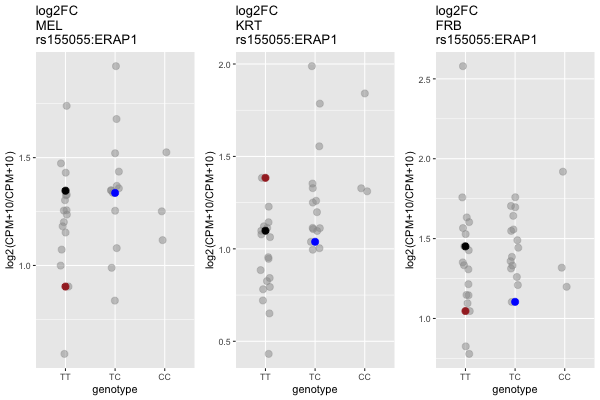 log2FC
MEL
rs155055:ERAP1
log2(CPM+10/CPM+10 )
1.5
1.0
TT
TC
CC
genotype
log2FC
KRT
rs155055:ERAP1
log2(CPM+10/CPM+10 )
2.0
1.5
1.0
0.5
TT
TC
CC
genotype
log2FC
FRB
rs155055:ERAP1
log2(CPM+10/CPM+10 )
2.5
2.0
1.5
1.0
TT
TC
CC
genotype